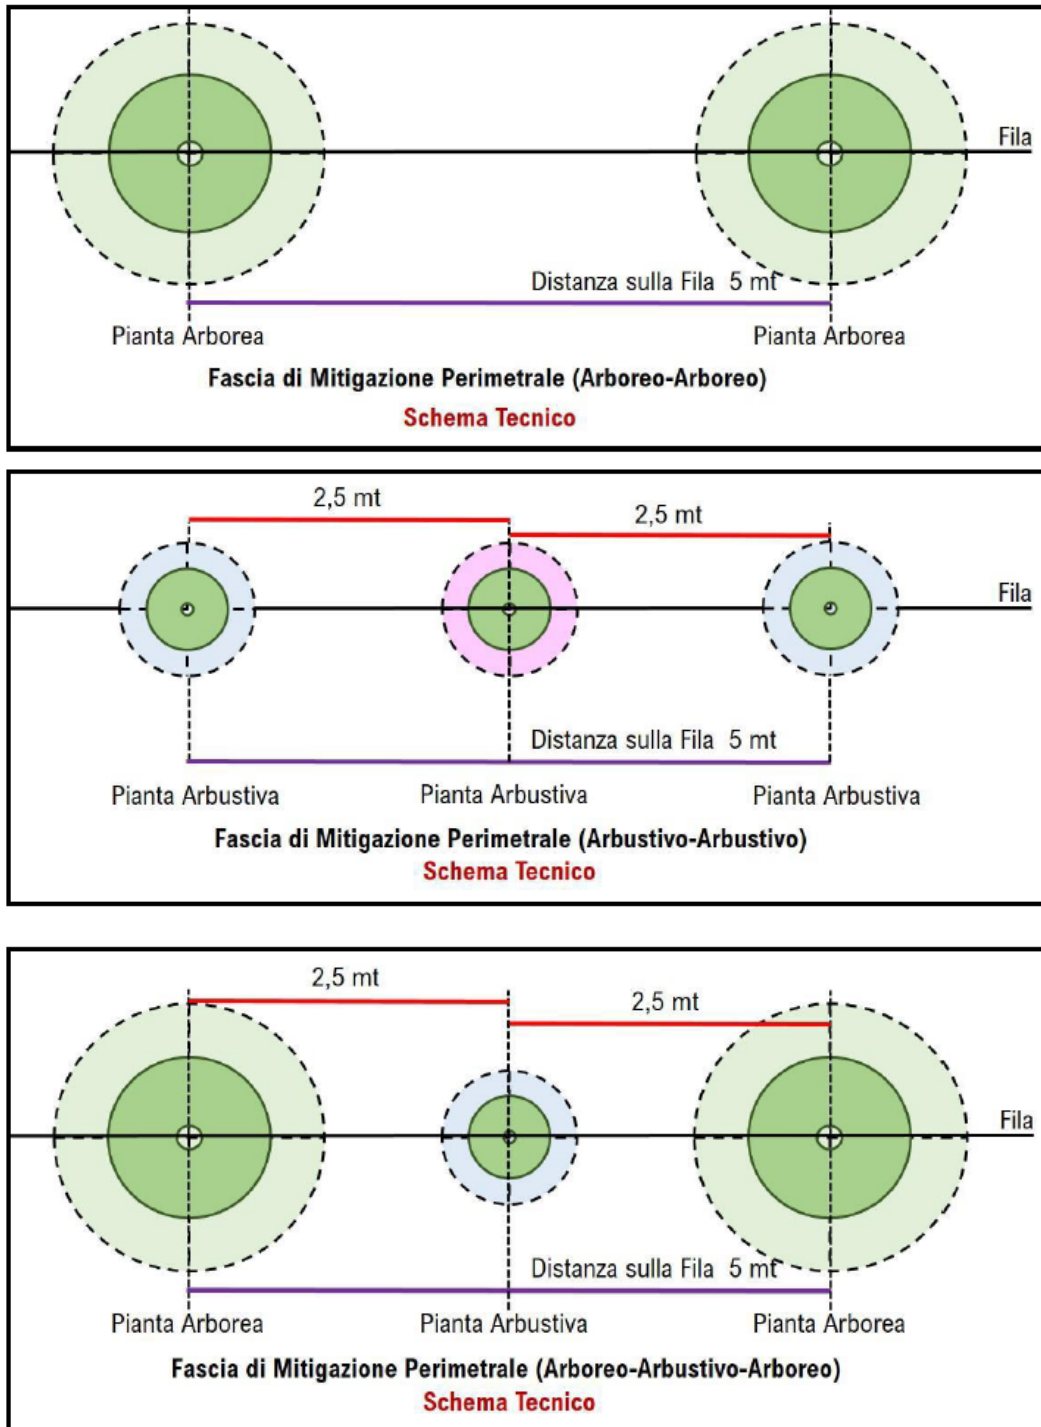 Fila
Distanza sulla Fila 5 mt
Pianta Arborea Pianta Arborea
Fascia di Mitigazione Perimetrale (Arboreo-Arboreo)
Schema Tecnico
2,5 mt
2,5 mt
Fila
Distanza sulla Fila 5 mt
Pianta Arbustiva Pianta Arbustiva Pianta Arbustiva
Fascia di Mitigazione Perimetrale (Arbustivo-Arbustivo)
Schema Tecnico
2,5 mt
2,5 mt
Fila
Distanza sulla Fila 5 mt
Pianta Arborea Pianta Arbustiva Pianta Arborea
Fascia di Mitigazione Perimetrale (Arboreo-Arbustivo-Arboreo)
Schema Tecnico